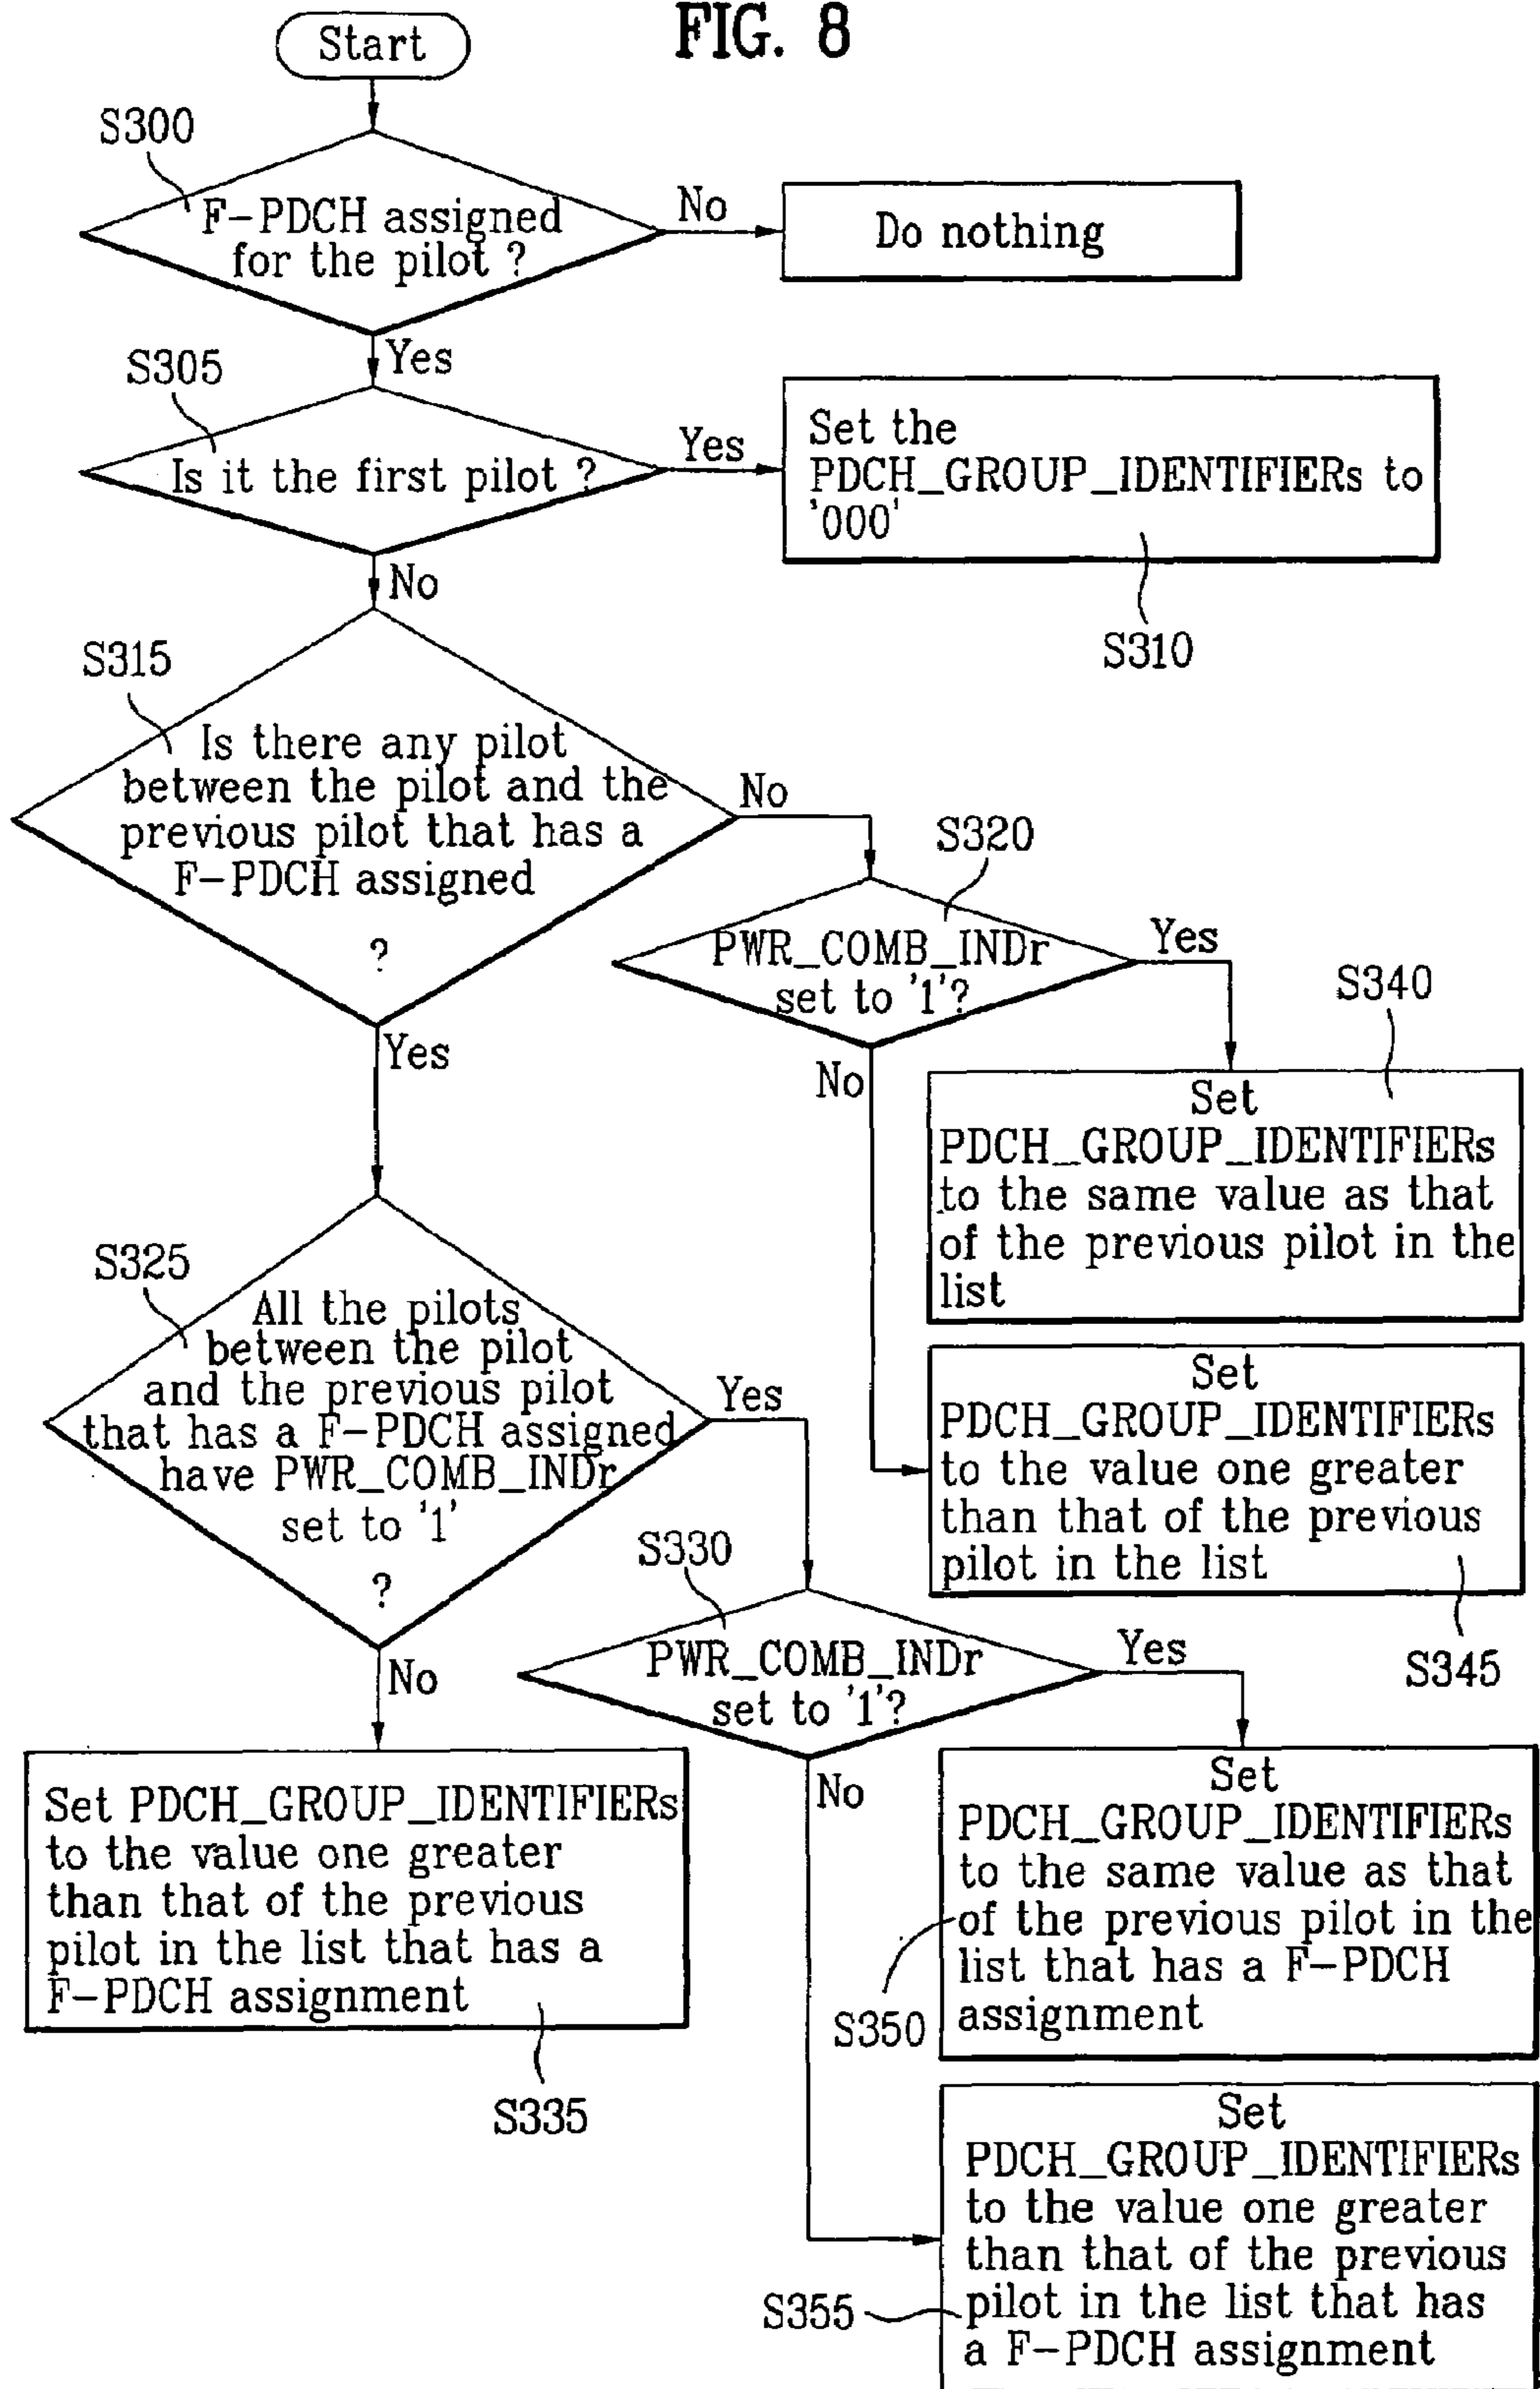 FIG. 8
Start
S300
F-PDCH assigned
for the pilot ?
No
Do nothing
Yes
S305
Is it the first pilot ?
Yes
Set the
PDCH_GROUP_IDENTIFIERs to
'000'
S310
No
S315
Is there any pilot
between the pilot and the
previous pilot that has a
F-PDCH assigned
?
No
S320
PWR_COMB_INDr
set to '1'?
Yes
S340
Set
PDCH_GROUP_IDENTIFIERs
to the same value as that
of the previous pilot in the
list
No
Set
PDCH_GROUP_IDENTIFIERs
to the value one greater
than that of the previous
pilot in the list
S345
Yes
S325
All the pilots
between the pilot
and the previous pilot
that has a F-PDCH assigned
have PWR_COMB_INDr
set to '1'
?
Yes
S330
PWR_COMB_INDr
set to '1'?
Yes
No
Set PDCH_GROUP_IDENTIFIERs
to the value one greater
than that of the previous
pilot in the list that has a
F-PDCH assignment
S335
Set
PDCH_GROUP_IDENTIFIERs
to the same value as that
of the previous pilot in the
list that has a F-PDCH
assignment
S350
No
Set
PDCH_GROUP_IDENTIFIERs
to the value one greater
than that of the previous
pilot in the list that has
a F-PDCH assignment
S355